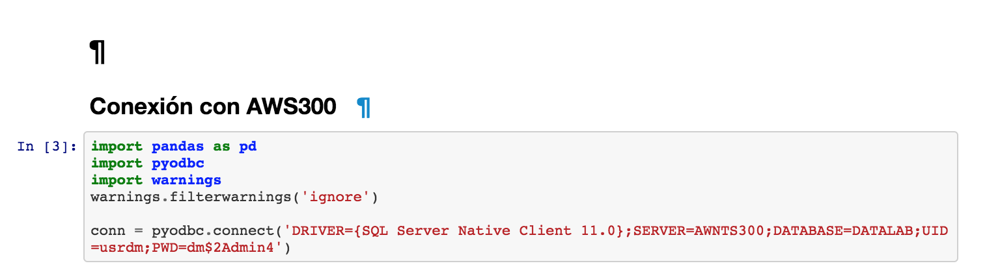 ¶
Conexión con AWS300 ¶
In [3]: import pandas as pd
import pyodbc
import warnings
warnings.filterwarnings('ignore')
conn = pyodbc.connect('DRIVER={SQL Server Native Client 11.0};SERVER=AWNTS300;DATABASE=DATALAB;UID
=usrdm;PWD=dm$2Admin4')